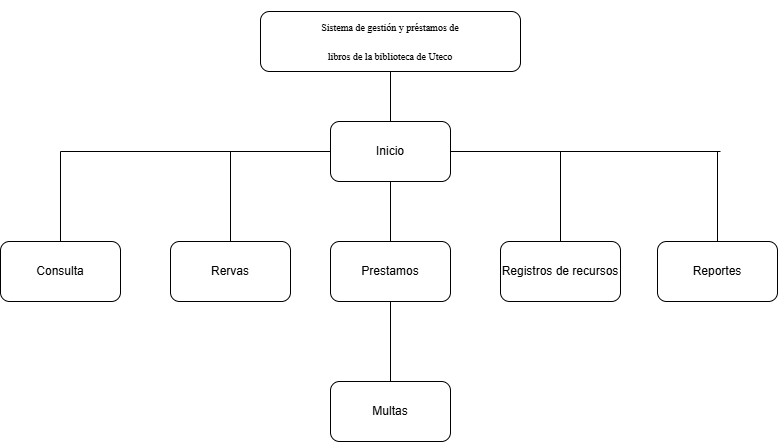 Sistema de gestión y préstamos de
libros de la biblioteca de Uteco
Inicio
Consulta
Rervas
Prestamos
Registros de recursos
Reportes
Multas